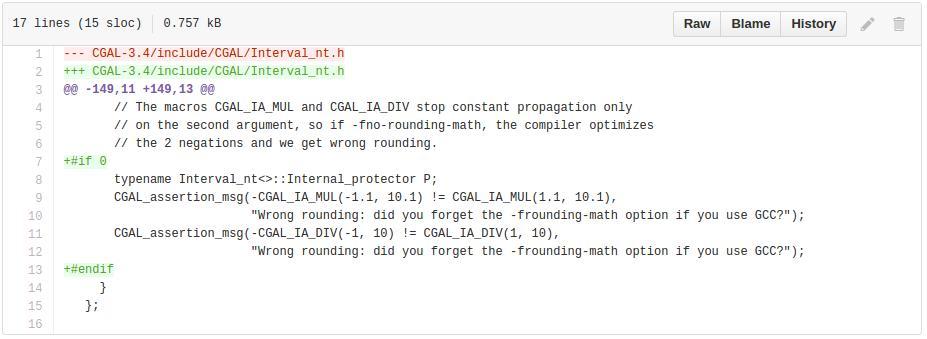 17 lines (15 sloc) 0.757 kB Raw Blame History
1 --- CGAL-3.4/include/CGAL/Interval_nt.h
2 +++ CGAL-3.4/include/CGAL/Interval_nt.h
3 @@ -149,11 +149,13 @@
4 // The macros CGAL_IA_MUL and CGAL_IA_DIV stop constant propagation only
5 // on the second argument, so if -fno-rounding-math, the compiler optimizes
6 // the 2 negations and we get wrong rounding.
7 +#if 0
8 typename Interval_nt<>::Internal_protector P;
9 CGAL_assertion_msg(-CGAL_IA_MUL(-1.1, 10.1) != CGAL_IA_MUL(1.1, 10.1),
10 "Wrong rounding: did you forget the -frounding-math option if you use GCC?");
11 CGAL_assertion_msg(-CGAL_IA_DIV(-1, 10) != CGAL_IA_DIV(1, 10),
12 "Wrong rounding: did you forget the -frounding-math option if you use GCC?");
13 +#endif
14 }
15 };
16